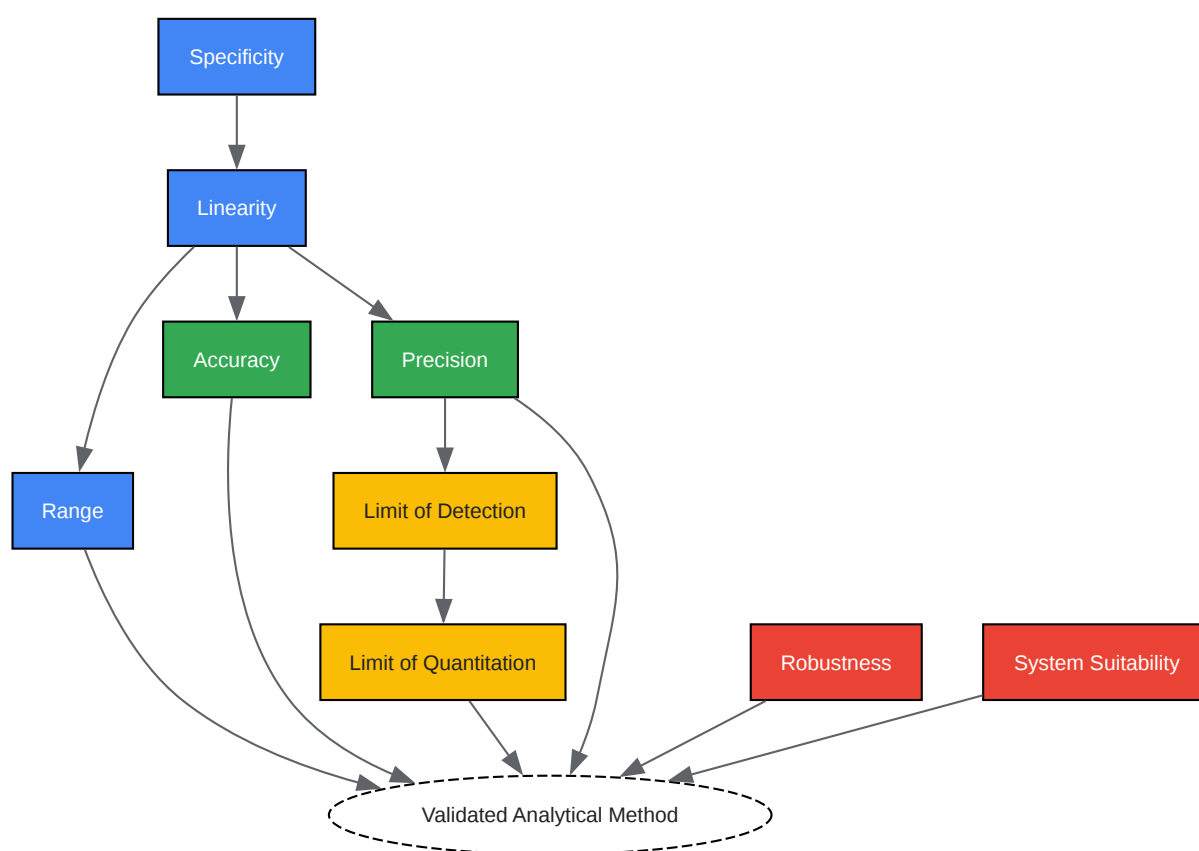 Specificity
Linearity
Accuracy
Precision
Range
Limit of Detection
Limit of Quantitation
Robustness
System Suitability
Validated Analytical Method